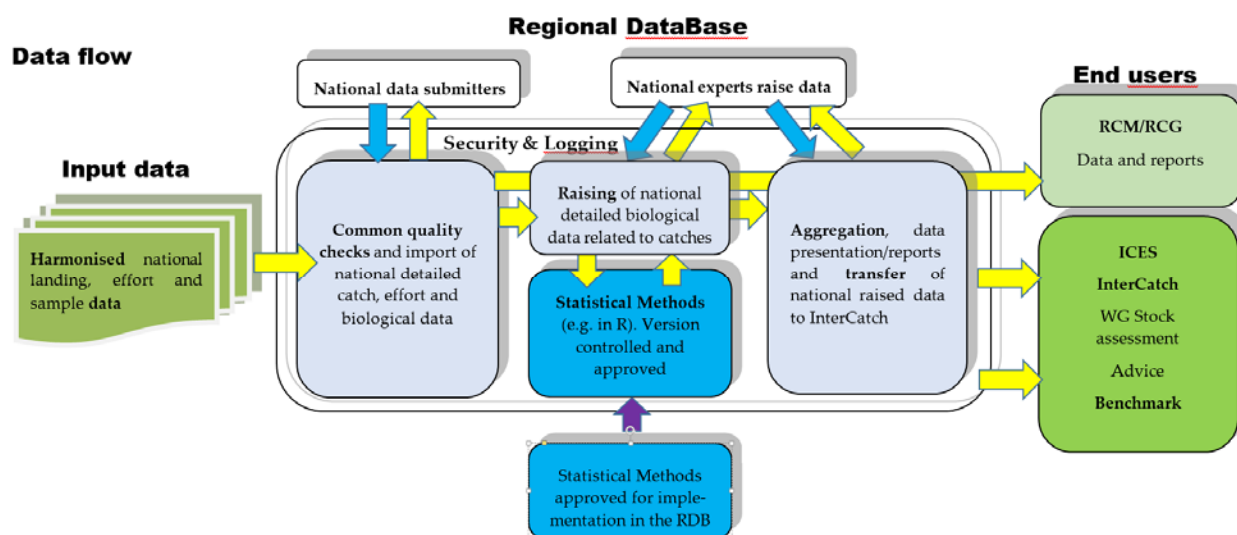 Regional DataBase
Data flow
National data submitters
National experts raise data
End users
Security & Logging
Input data
Harmonised national
landing, effort and
sample data
Common quality
checks and import of
national detailed
catch, effort and
biological data
Raising of national
detailed biological
data related to catches
Statistical Methods
(e.g. in R). Version
controlled and
approved
Aggregation, data
presentation/reports
and transfer of
national raised data
to InterCatch
RCM/RCG
Data and reports
ICES
InterCatch
WG Stock
assessment
Advice
Benchmark
Statistical Methods
approved for imple-
mentation in the RDB